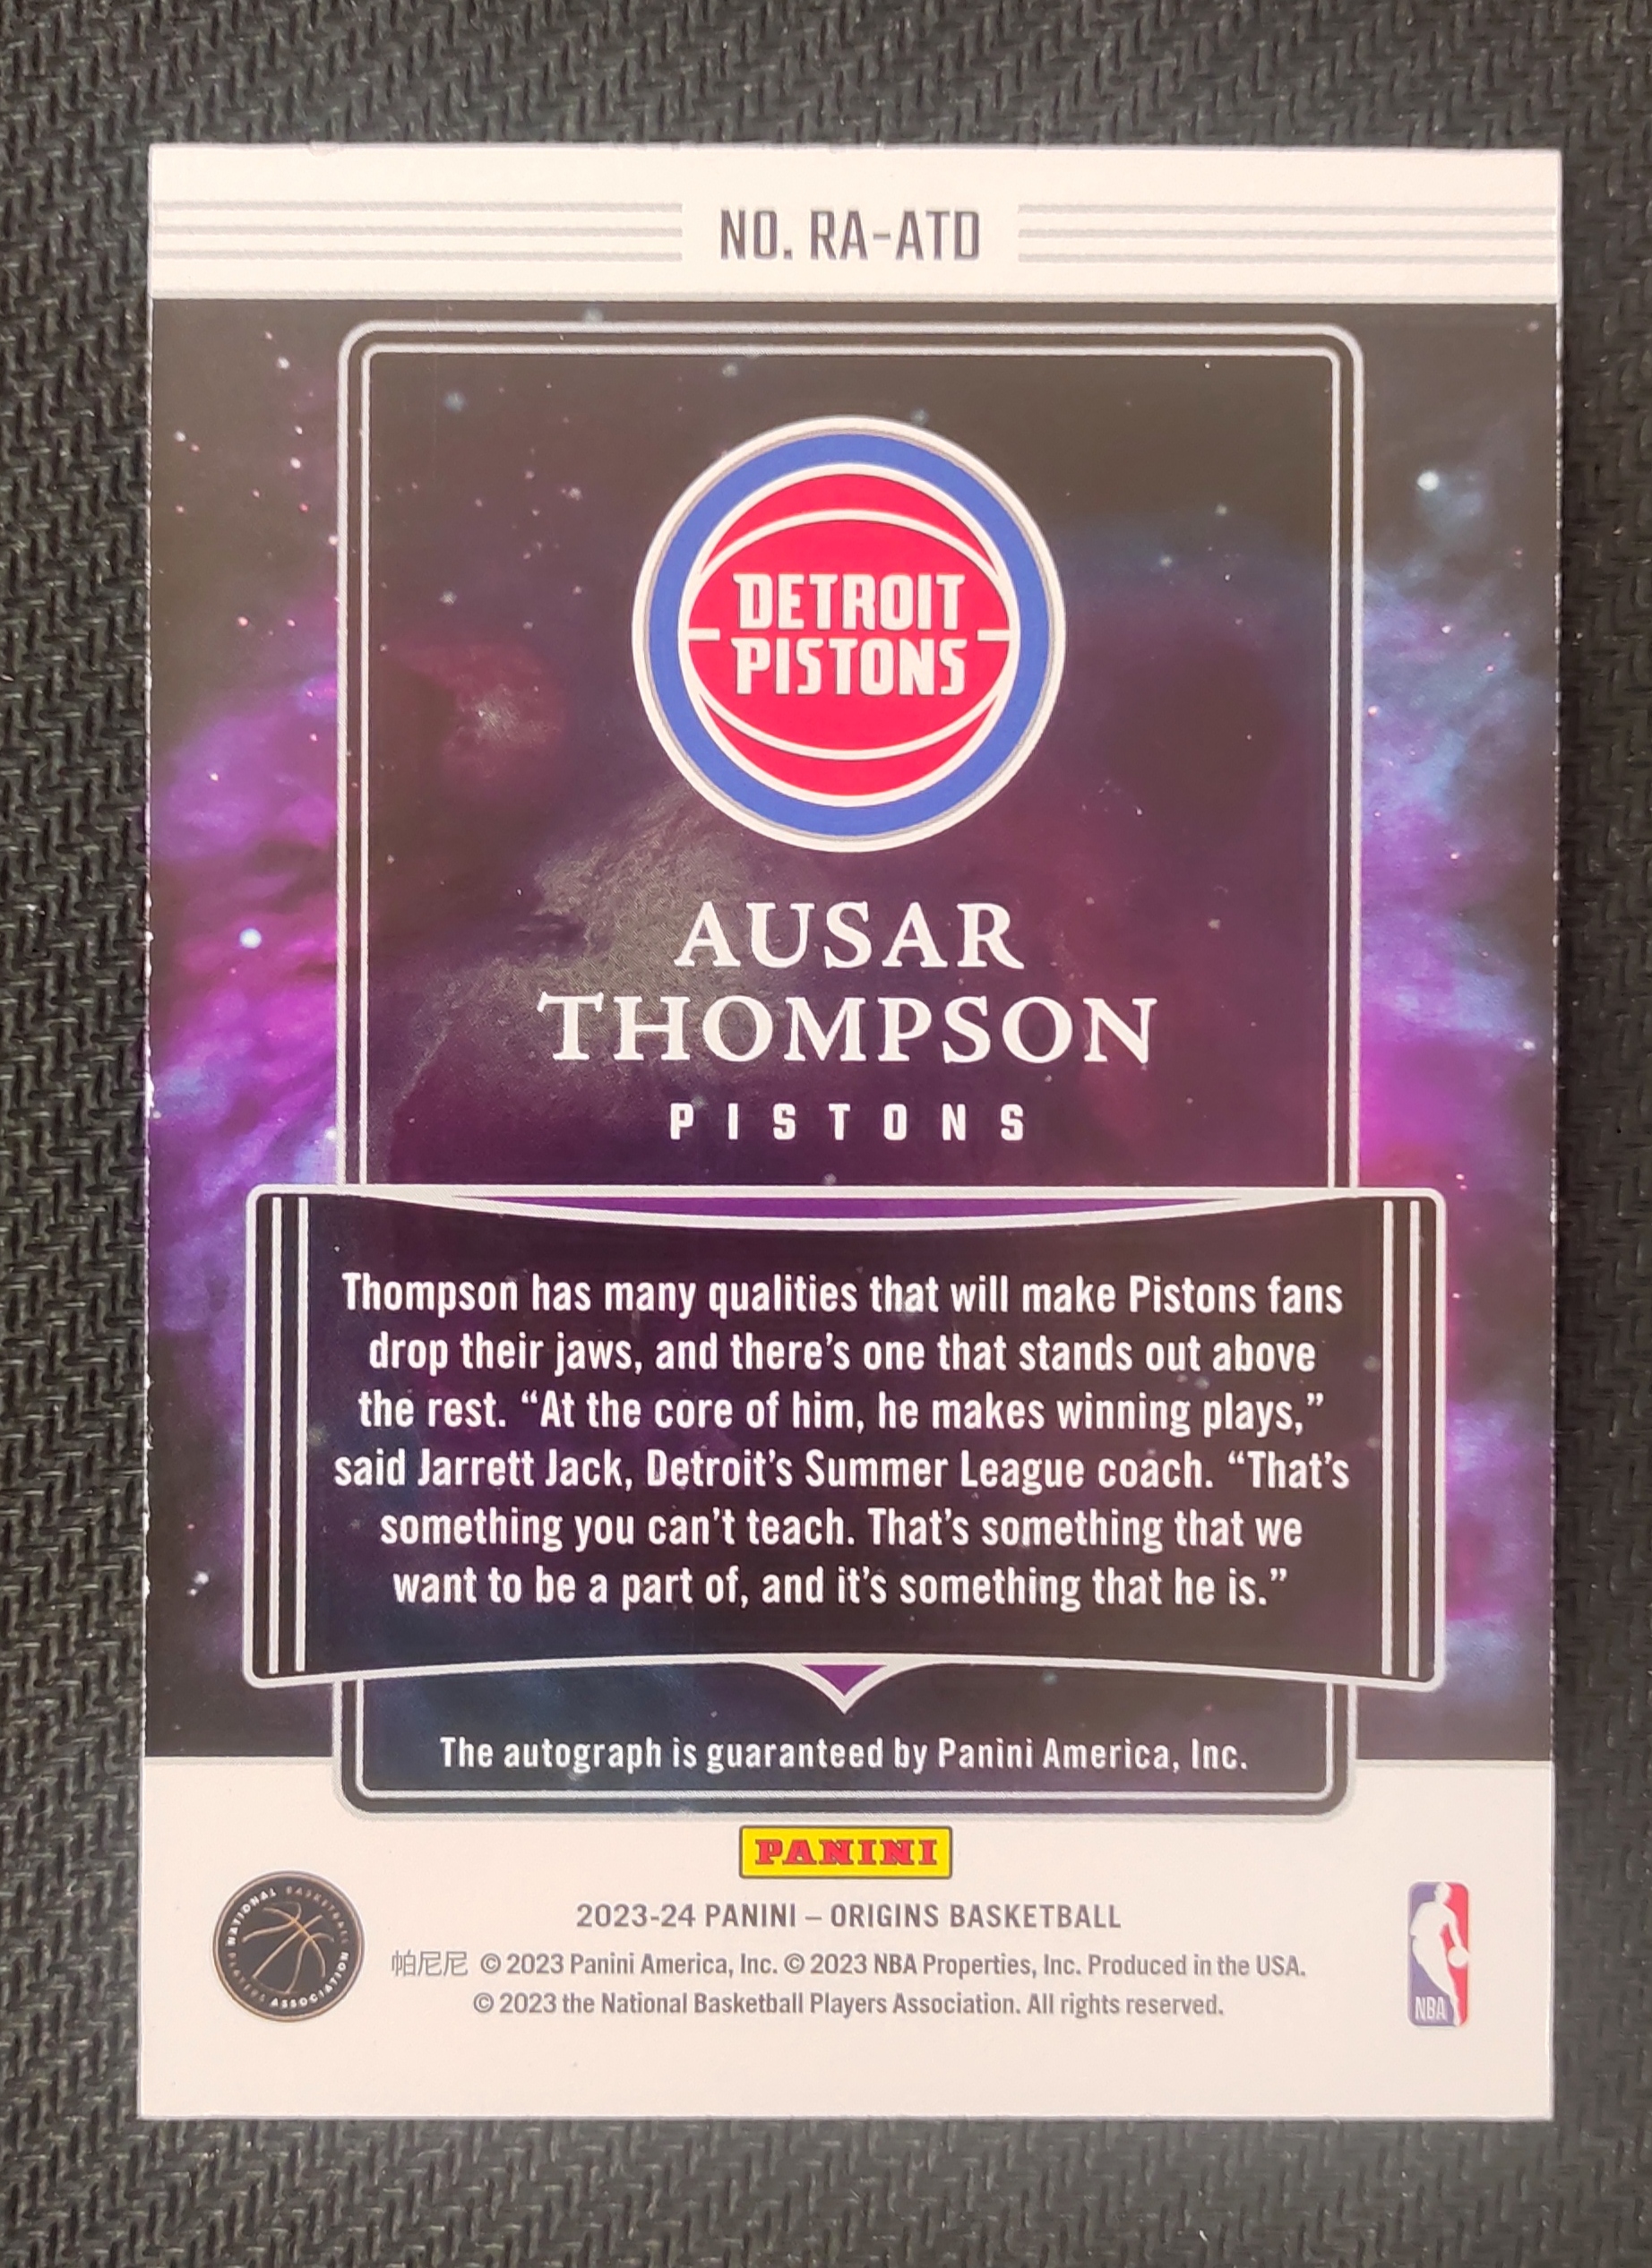 NO. RA-ATD
DETROIT
PISTONS
AUSAR
THOMPSON
PISTONS
Thompson has many qualities that will make Pistons fans
drop their jaws, and there's one that stands out above
the rest. “At the core of him, he makes winning plays,”
said Jarrett Jack, Detroit's Summer League coach. “That's
something you can't teach. That's something that we
want to be a part of, and it's something that he is.”
The autograph is guaranteed by Panini America, Inc.
PANINI
2023-24 PANINI – ORIGINS BASKETBALL
帕尼尼 © 2023 Panini America, Inc. © 2023 NBA Properties, Inc. Produced in the USA.
© 2023 the National Basketball Players Association. All rights reserved.
NATIONAL BASKETBALL PLAYERS ASSOCIATION
NBA